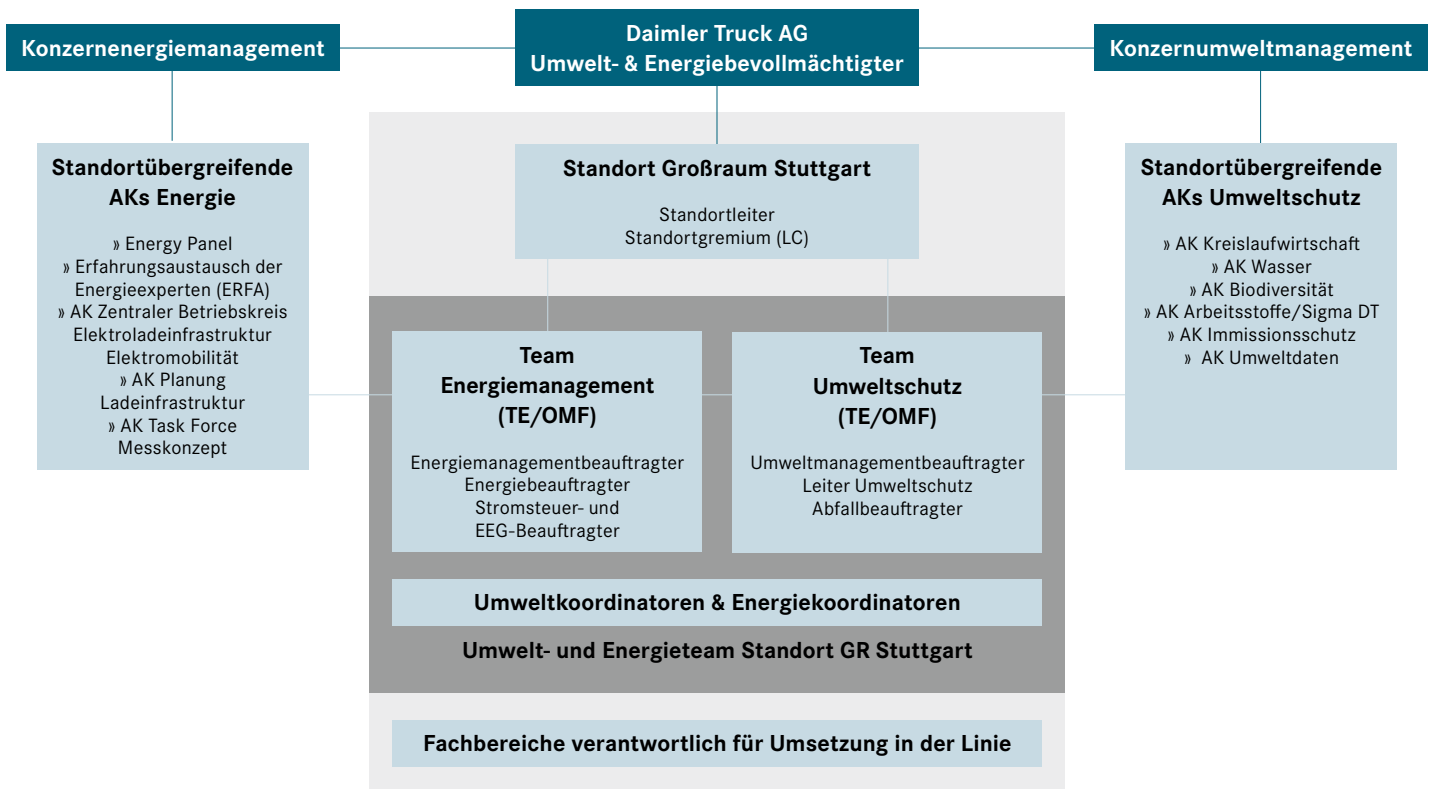 Konzernenergiemanagement
Daimler Truck AG
Umwelt- & Energiebevollmächtigter
Konzernumweltmanagement
Standortübergreifende
AKs Energie
» Energy Panel
» Erfahrungsaustausch der
Energieexperten (ERFA)
» AK Zentraler Betriebskreis
Elektroladeinfrastruktur
Elektromobilität
» AK Planung
Ladeinfrastruktur
» AK Task Force
Messkonzept
Standort Großraum Stuttgart
Standortleiter
Standortgremium (LC)
Standortübergreifende
AKs Umweltschutz
» AK Kreislaufwirtschaft
» AK Wasser
» AK Biodiversität
» AK Arbeitsstoffe/Sigma DT
» AK Immissionsschutz
» AK Umweltdaten
Team
Energiemanagement
(TE/OMF)
Energiemanagementbeauftragter
Energiebeauftragter
Stromsteuer- und
EEG-Beauftragter
Team
Umweltschutz
(TE/OMF)
Umweltmanagementbeauftragter
Leiter Umweltschutz
Abfallbeauftragter
Umweltkoordinatoren & Energiekoordinatoren
Umwelt- und Energieteam Standort GR Stuttgart
Fachbereiche verantwortlich für Umsetzung in der Linie